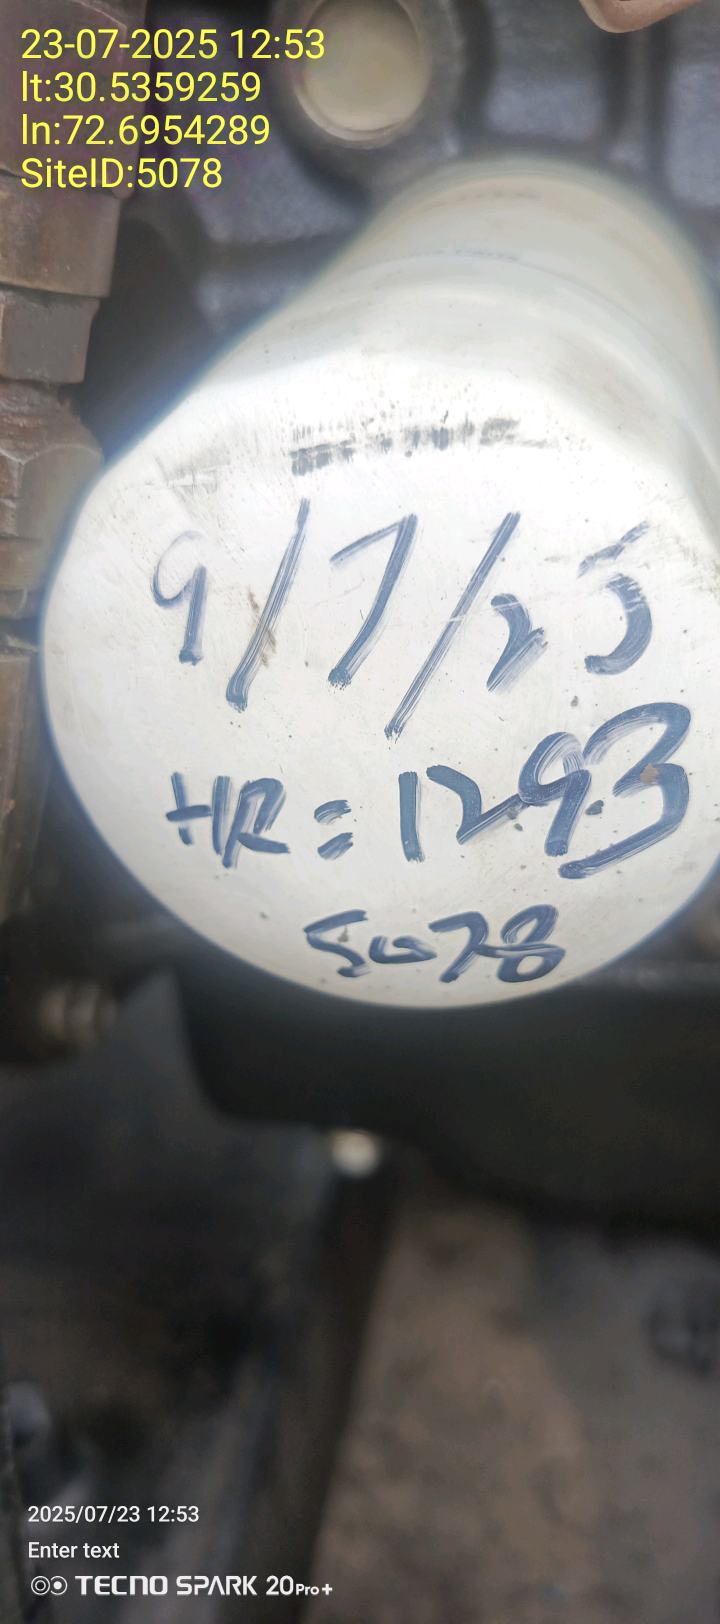 23-07-2025 12:53
lt:30.5359259
ln:72.6954289
SiteID:5078
9/7/25
HR = 1293
5078
2025/07/23 12:53
Enter text
TECNO SPARK 20Pro+